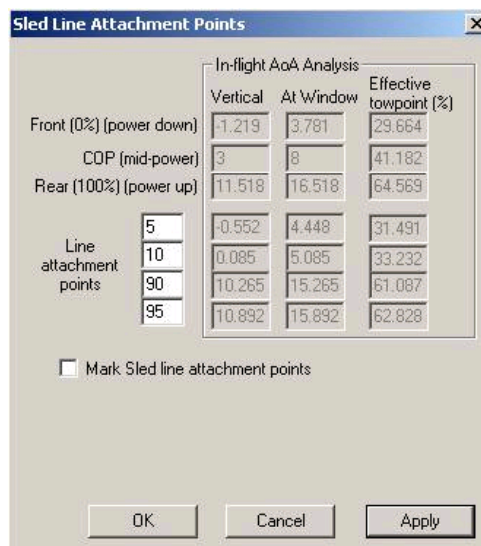 Sled Line Attachment Points
In-flight AoA Analysis
Vertical At Window Effective towpoint (%)
Front (0%) (power down) -1.219 3.781 29.664
COP (mid-power) 3 8 41.182
Rear (100%) (power up) 11.518 16.518 64.569
Line attachment points
5 -0.552 4.448 31.491
10 0.085 5.085 33.232
90 10.265 15.265 61.087
95 10.892 15.892 62.828
Mark Sled line attachment points
OK Cancel Apply